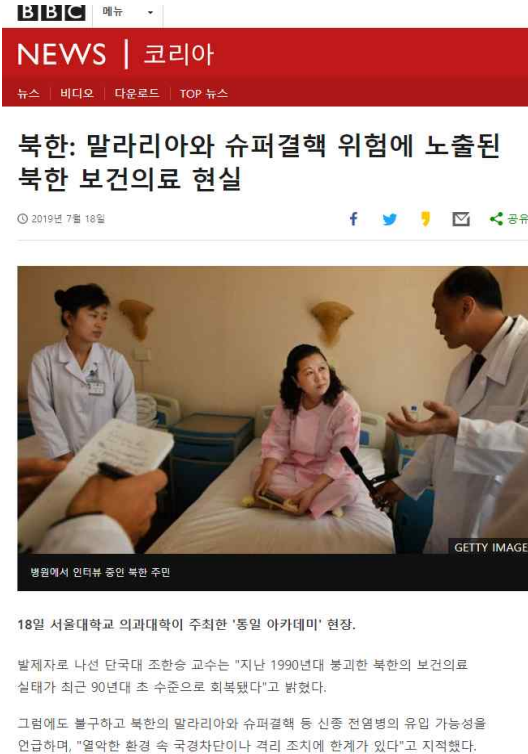 BBC 메뉴
NEWS | 코리아
뉴스 | 비디오 | 다운로드 | TOP 뉴스
북한: 말라리아와 슈퍼결핵 위험에 노출된
북한 보건의료 현실
2019년 7월 18일 공유
GETTY IMAGE
병원에서 인터뷰 중인 북한 주민
18일 서울대학교 의과대학이 주최한 '통일 아카데미' 현장.
발제자로 나선 단국대 조한승 교수는 "지난 1990년대 붕괴한 북한의 보건의료
실태가 최근 90년대 초 수준으로 회복됐다"고 밝혔다.
그럼에도 불구하고 북한의 말라리아와 슈퍼결핵 등 신종 전염병의 유입 가능성을
언급하며, "열악한 환경 속 국경차단이나 격리 조치에 한계가 있다"고 지적했다.